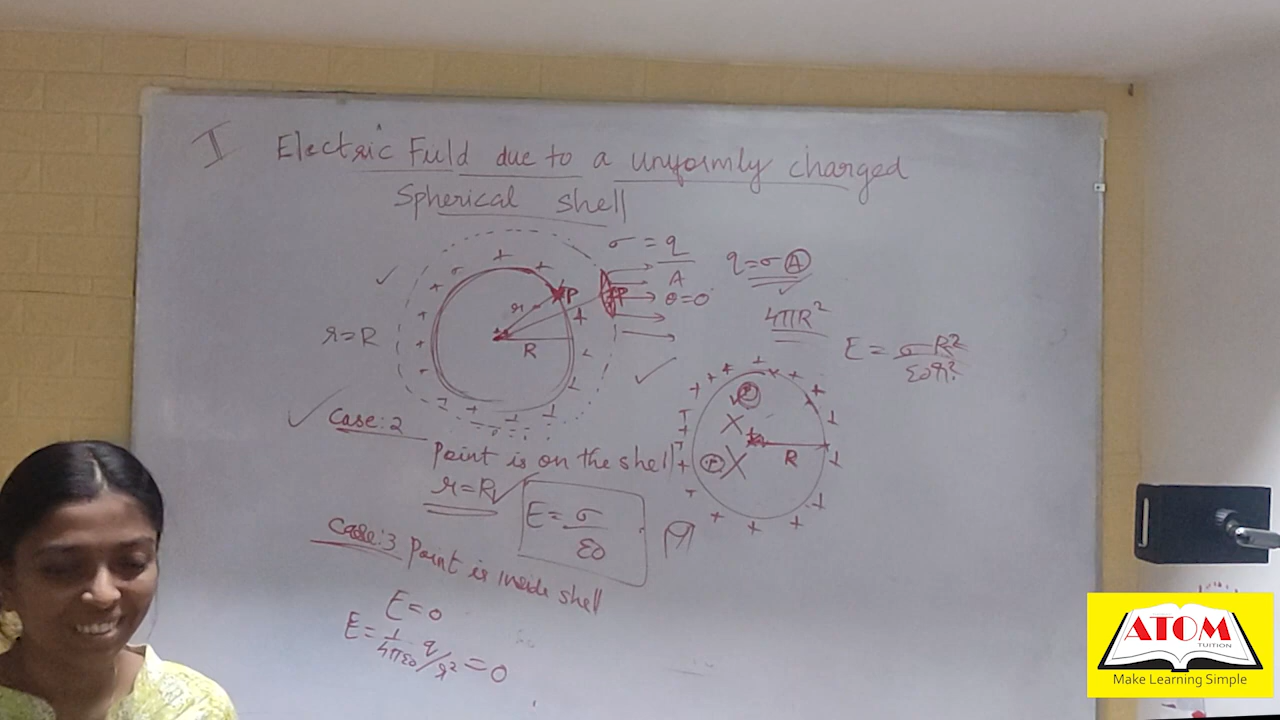 I Electric Field due to a uniformly charged
Spherical shell
σ = q/A
q = σ A
θ = 0
4πR²
E = σR²/ε₀r²
r = R
r
P
P
R
case: 2
Point is on the shell
r = R
E = σ/ε₀
R
P
P
case: 3 Point is inside shell
E = 0
E = 1/4πε₀ q/r² = 0
ATOM
TUITION
Make Learning Simple